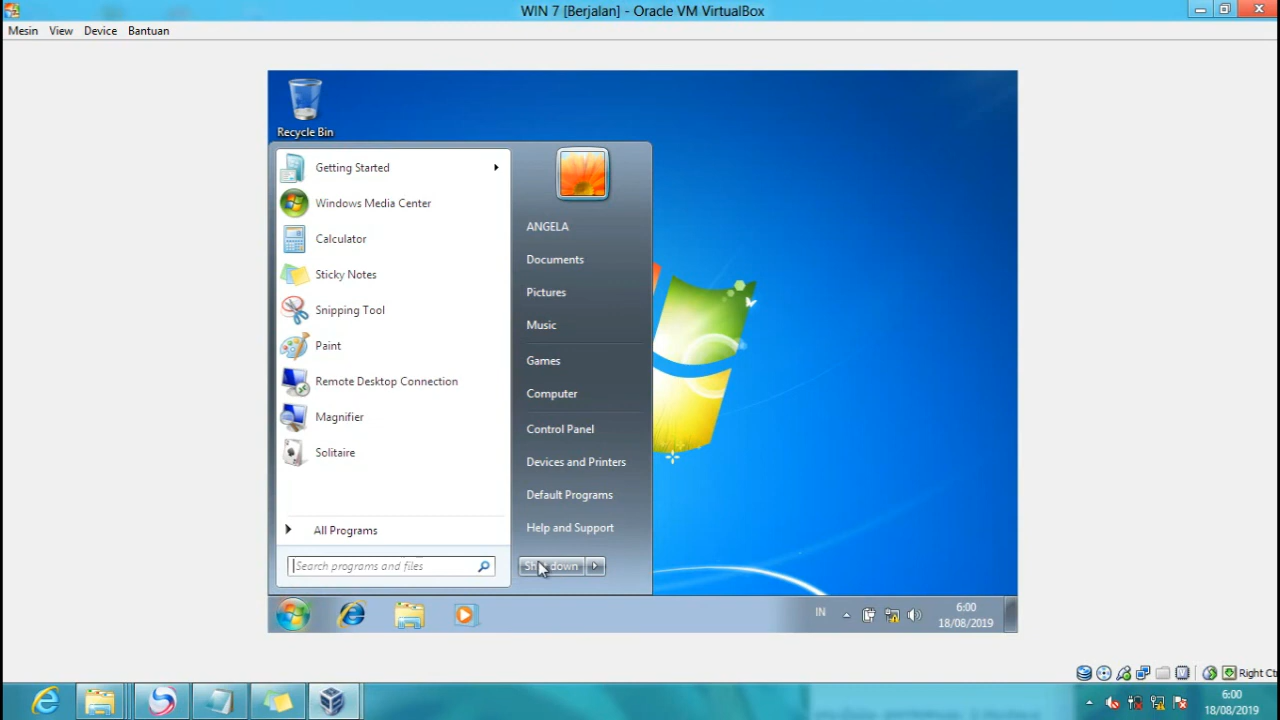 WIN 7 [Berjalan] - Oracle VM VirtualBox
Mesin View Device Bantuan
Recycle Bin
Getting Started
Windows Media Center
Calculator
Sticky Notes
Snipping Tool
Paint
Remote Desktop Connection
Magnifier
Solitaire
All Programs
Search programs and files
ANGELA
Documents
Pictures
Music
Games
Computer
Control Panel
Devices and Printers
Default Programs
Help and Support
Shut down
IN
6:00
18/08/2019
Right Ct
6:00
18/08/2019